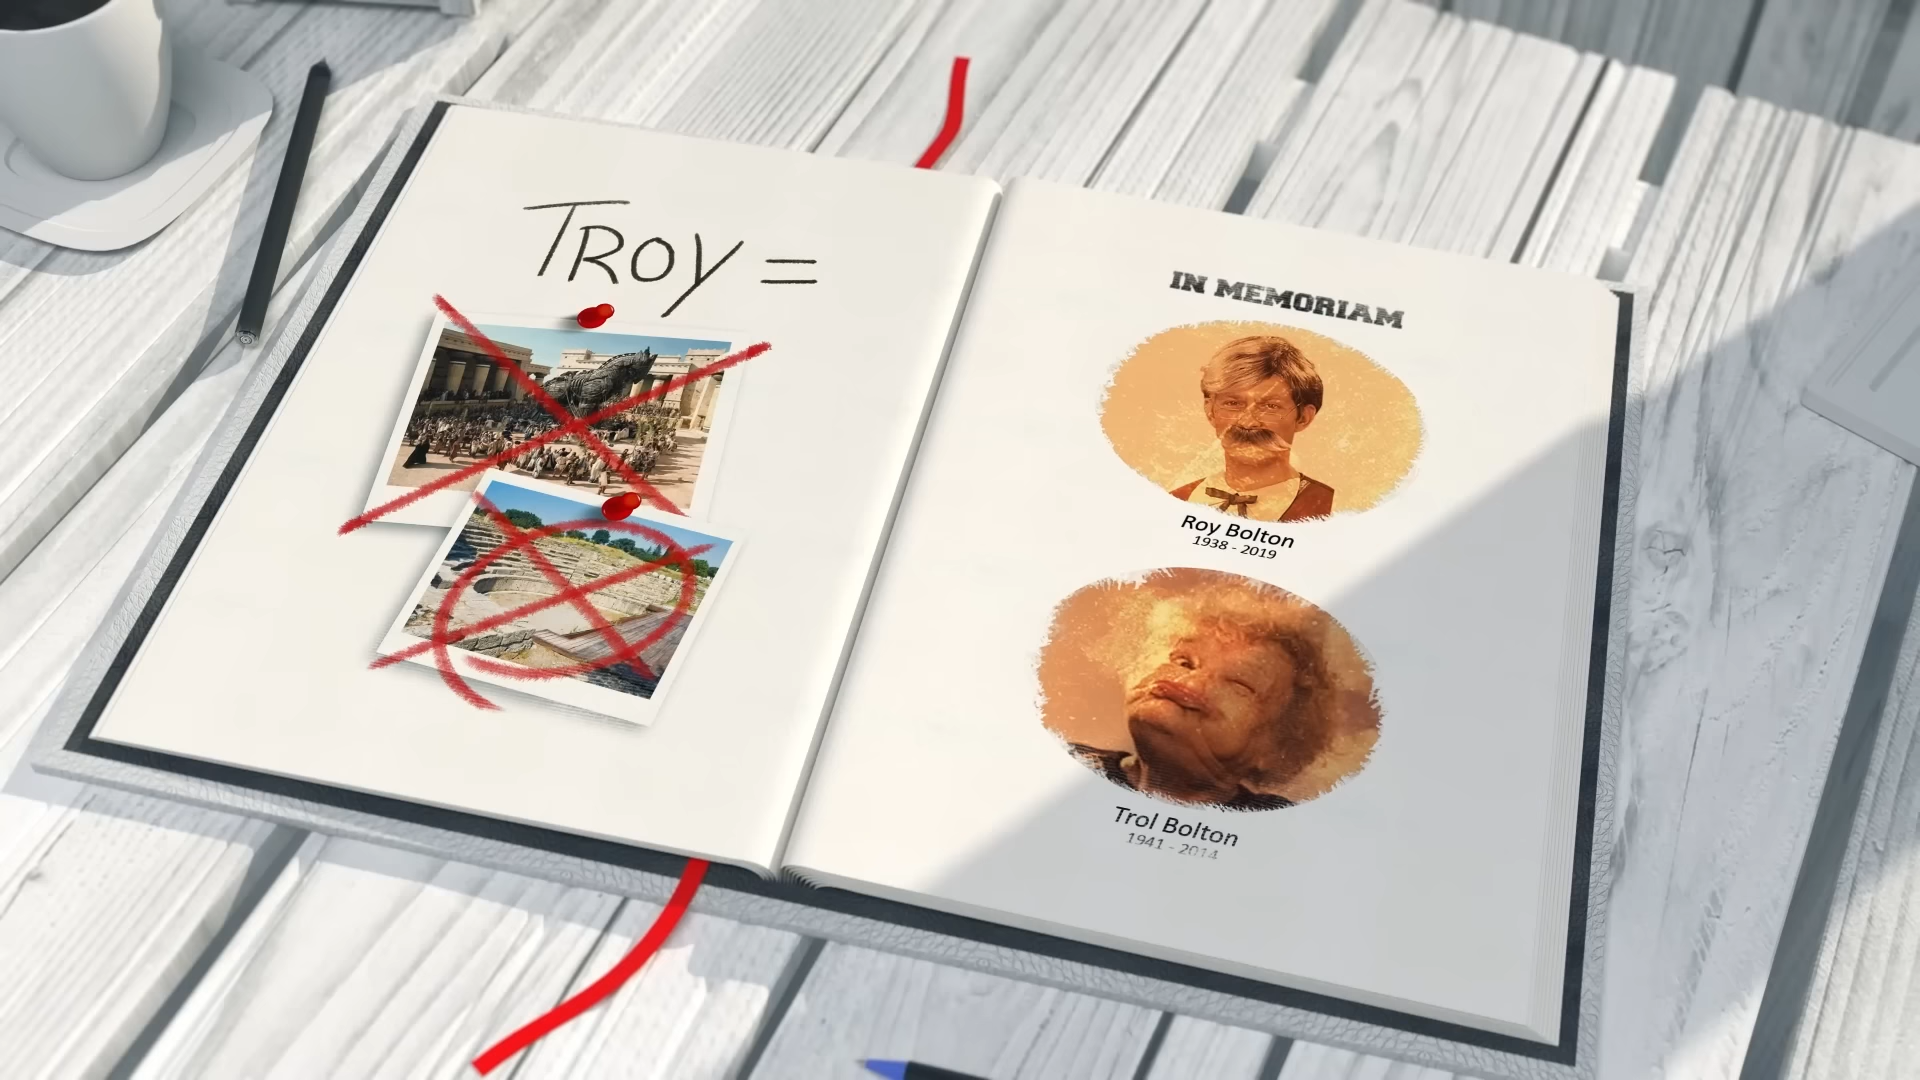 TROY =
IN MEMORIAM
Roy Bolton
1938 - 2019
Trol Bolton
1941 - 2014